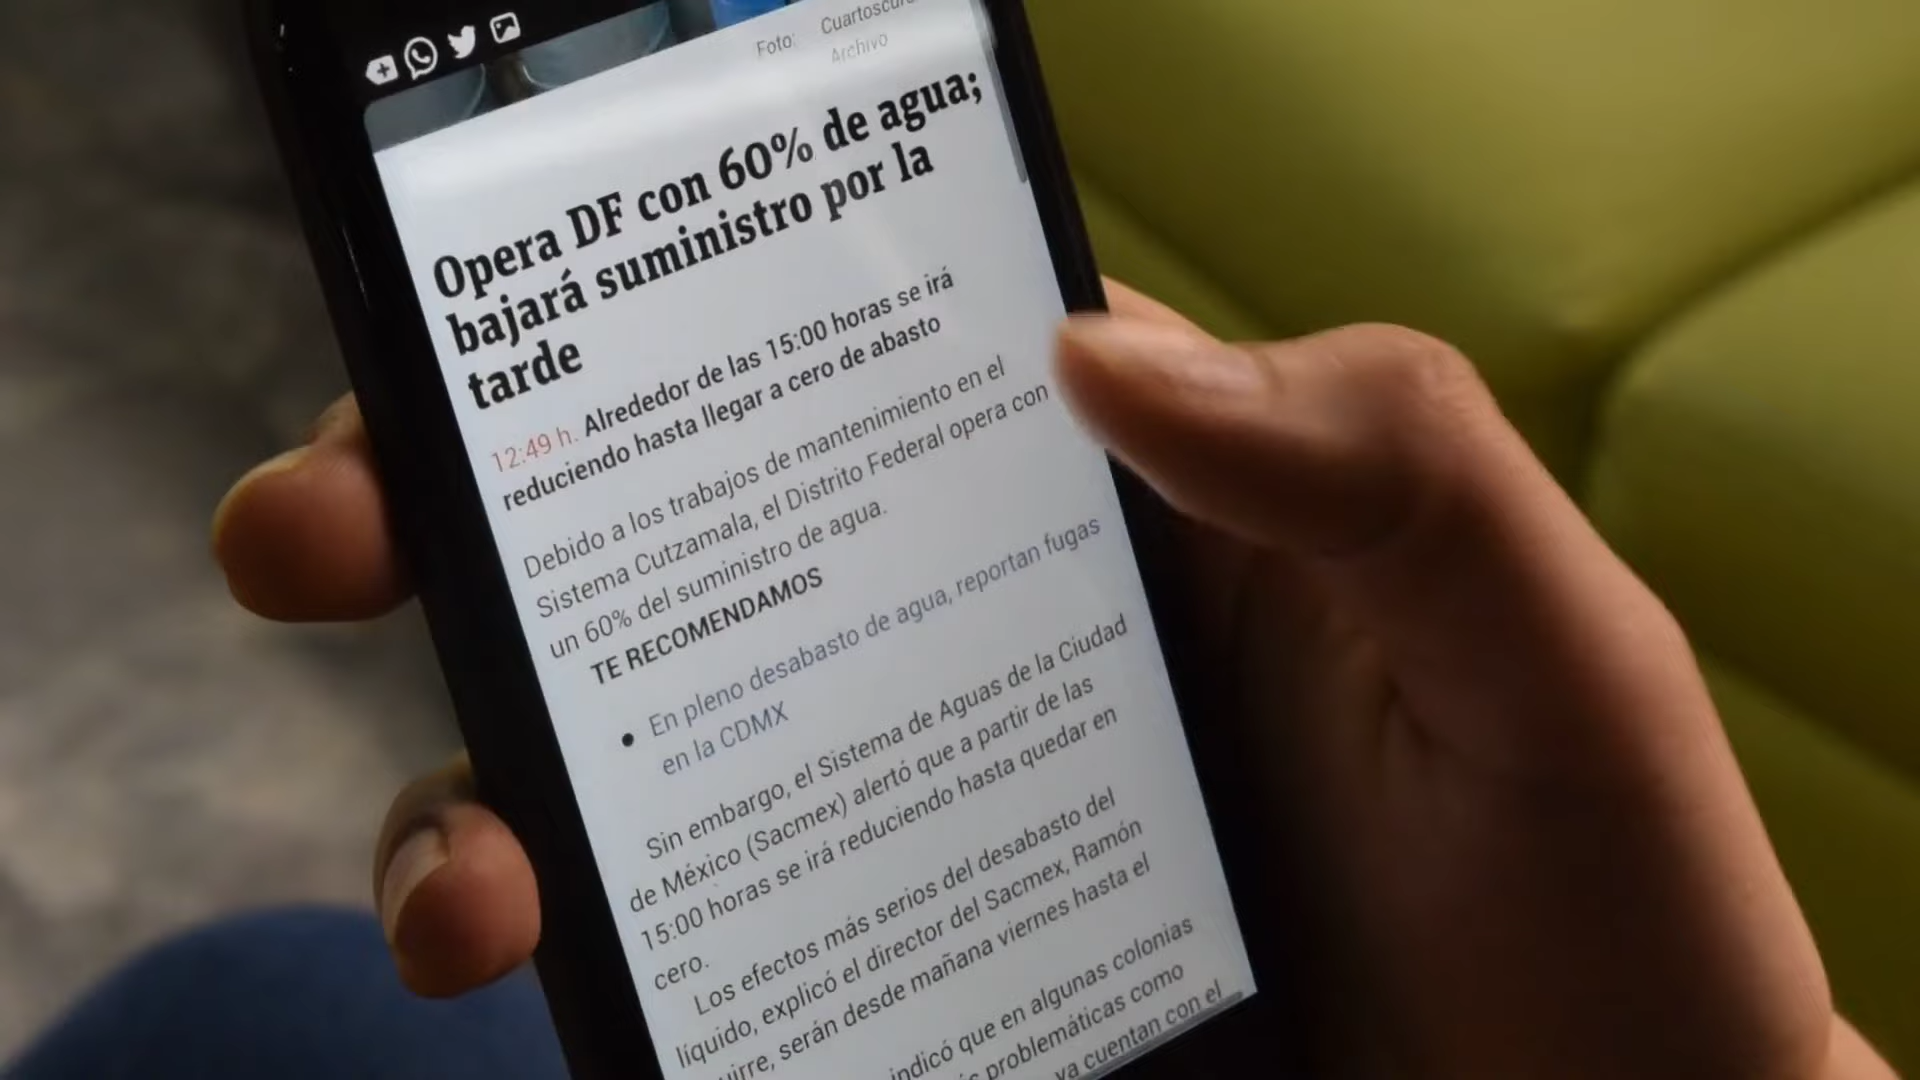 Foto: Cuartoscuro
Archivo
Opera DF con 60% de agua;
bajará suministro por la
tarde
12:49 h. Alrededor de las 15:00 horas se irá
reduciendo hasta llegar a cero de abasto
Debido a los trabajos de mantenimiento en el
Sistema Cutzamala, el Distrito Federal opera con
un 60% del suministro de agua.
TE RECOMENDAMOS
• En pleno desabasto de agua, reportan fugas
en la CDMX
Sin embargo, el Sistema de Aguas de la Ciudad
de México (Sacmex) alertó que a partir de las
15:00 horas se irá reduciendo hasta quedar en
cero.
Los efectos más serios del desabasto del
líquido, explicó el director del Sacmex, Ramón
uirre, serán desde mañana viernes hasta el
indicó que en algunas colonias
problemáticas como
ya cuentan con el